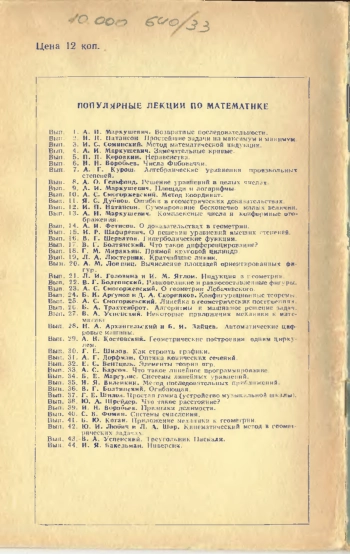 10.000 640/33
Цена 12 коп.
ПОПУЛЯРНЫЕ ЛЕКЦИИ ПО МАТЕМАТИКЕ
Вып. 1. А. И. Маркушевич. Возвратные последовательности.
Вып. 2. И. П. Натансон. Простейшие задачи на максимум и минимум.
Вып. 3. И. С. Соминский. Метод математической индукции.
Вып. 4. А. И. Маркушевич. Замечательные кривые.
Вып. 5. П. П. Коровкин. Неравенства.
Вып. 6. Н. Н. Воробьев. Числа Фибоначчи.
Вып. 7. А. Г. Курош. Алгебраические уравнения произвольных
степеней.
Вып. 8. А. О. Гельфонд. Решение уравнений в целых числах.
Вып. 9. А. И. Маркушевич. Площади и логарифмы.
Вып. 10. А. С. Смогоржевский. Метод координат.
Вып. 11. Я. С. Дубнов. Ошибки в геометрических доказательствах.
Вып. 12. И. П. Натансон. Суммирование бесконечно малых величин.
Вып. 13. А. И. Маркушевич. Комплексные числа и конформные ото-
бражения.
Вып. 14. А. И. Фетисов. О доказательствах в геометрии.
Вып. 15. И. Р. Шафаревич. О решении уравнений высших степеней.
Вып. 16. В. Г. Шерватов. Гиперболические функции.
Вып. 17. В. Г. Болтянский. Что такое дифференцирование?
Вып. 18. Г. М. Миракьян. Прямой круговой цилиндр.
Вып. 19. Л. А. Люстерник. Кратчайшие линии.
Вып. 20. А. М. Лопшиц. Вычисление площадей ориентированных фи-
гур.
Вып. 21. Л. И. Головина и И. М. Яглом. Индукция в геометрии.
Вып. 22. В. Г. Болтянский. Равновеликие и равносоставленные фигуры.
Вып. 23. А. С. Смогоржевский. О геометрии Лобачевского.
Вып. 24. Б. И. Аргунов и Л. А. Скорняков. Конфигурационные теоремы.
Вып. 25. А. С. Смогоржевский. Линейка в геометрических построениях.
Вып. 26. Б. А. Трахтенброт. Алгоритмы и машинное решение задач.
Вып. 27. В. А. Успенский. Некоторые приложения механики к мате-
матике.
Вып. 28. Н. А. Архангельский и Б. И. Зайцев. Автоматические циф-
ровые машины.
Вып. 29. А. Н. Костовский. Геометрические построения одним цирку-
лем.
Вып. 30. Г. Е. Шилов. Как строить графики.
Вып. 31. А. Г. Дорфман. Оптика конических сечений.
Вып. 32. Е. С. Вентцель. Элементы теории игр.
Вып. 33. А. С. Барсов. Что такое линейное программирование.
Вып. 34. Б. Е. Маргулис. Системы линейных уравнений.
Вып. 35. Н. Я. Виленкин. Метод последовательных приближений.
Вып. 36. В. Г. Болтянский. Огибающая.
Вып. 37. Г. Е. Шилов. Простая гамма (устройство музыкальной шкалы).
Вып. 38. Ю. А. Шрейдер. Что такое расстояние?
Вып. 39. Н. Н. Воробьев. Признаки делимости.
Вып. 40. С. В. Фомин. Системы счисления.
Вып. 41. Б. Ю. Коган. Приложение механики к геометрии.
Вып. 42. Ю. И. Любич и Л. А. Шор. Кинематический метод в геомет-
рических задачах.
Вып. 43. В. А. Успенский. Треугольник Паскаля.
Вып. 44. И. Я. Бакельман. Инверсия.